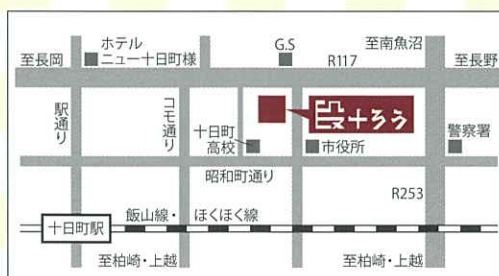 至長岡
ホテル
ニュー十日町様
G.S
R117
至南魚沼
至長野
駅通り
コモ通り
十日町
高校
段十ろう
市役所
警察署
昭和町通り
R253
十日町駅
飯山線・ほくほく線
至柏崎・上越
至柏崎・上越